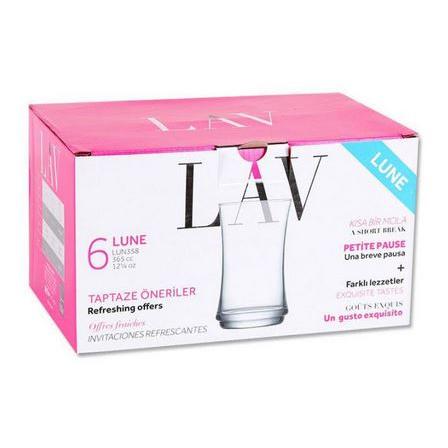 LAV
LUNE
LAV
6 LUNE
LUN358
365 cc
12¼ oz
TAPTAZE ÖNERİLER
Refreshing offers
Offres fraîches
INVITACIONES REFRESCANTES
KISA BİR MOLA
A SHORT BREAK
PETITE PAUSE
Una breve pausa
+
Farklı lezzetler
EXQUISITE TASTES
GOÛTS EXQUIS
Un gusto exquisito